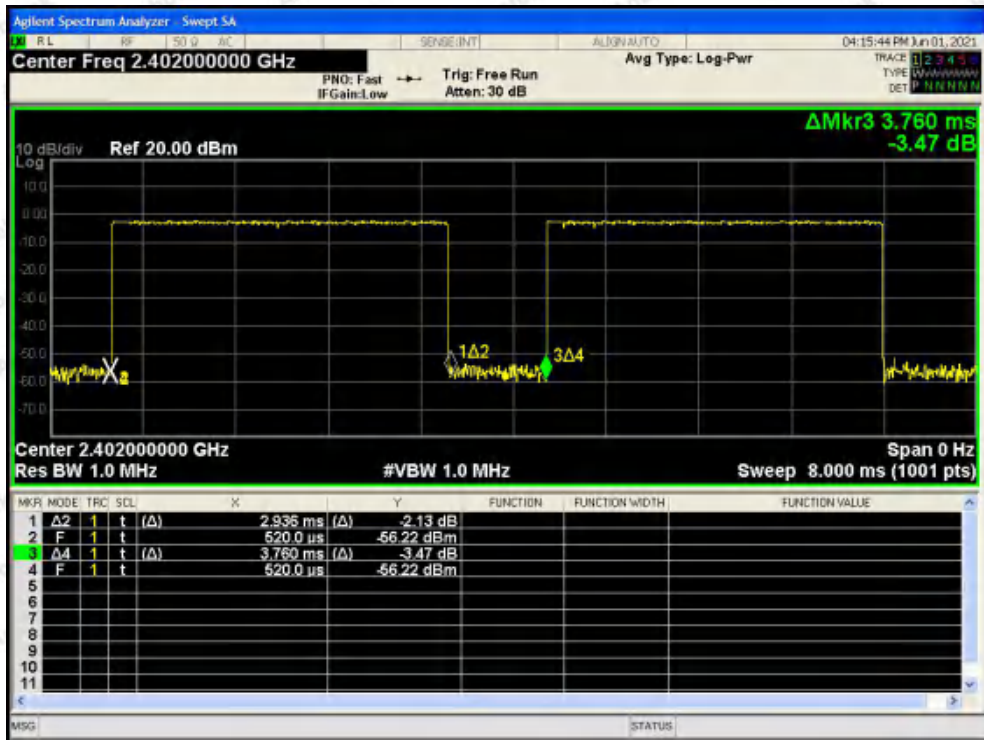 Agilent Spectrum Analyzer - Swept SA
LXI RL RF 50 Ω AC SENSE:INT ALIGN AUTO 04:15:44 PM Jun 01, 2021
Center Freq 2.402000000 GHz
Avg Type: Log-Pwr
TRACE 1 2 3 4 5 6
PNO: Fast Trig: Free Run
TYPE WWWWWW
IFGain:Low Atten: 30 dB
DET P N N N N N
ΔMkr3 3.760 ms
-3.47 dB
10 dB/div Ref 20.00 dBm
Log
10.0
0.00
-10.0
-20.0
-30.0
-40.0
-50.0
1Δ2
3Δ4
-60.0
-70.0
Center 2.402000000 GHz Span 0 Hz
Res BW 1.0 MHz #VBW 1.0 MHz Sweep 8.000 ms (1001 pts)
MKR MODE TRC SCL X Y FUNCTION FUNCTION WIDTH FUNCTION VALUE
1 Δ2 1 t (Δ) 2.936 ms (Δ) -2.13 dB
2 F 1 t 520.0 µs -56.22 dBm
3 Δ4 1 t (Δ) 3.760 ms (Δ) -3.47 dB
4 F 1 t 520.0 µs -56.22 dBm
5
6
7
8
9
10
11
MSG STATUS